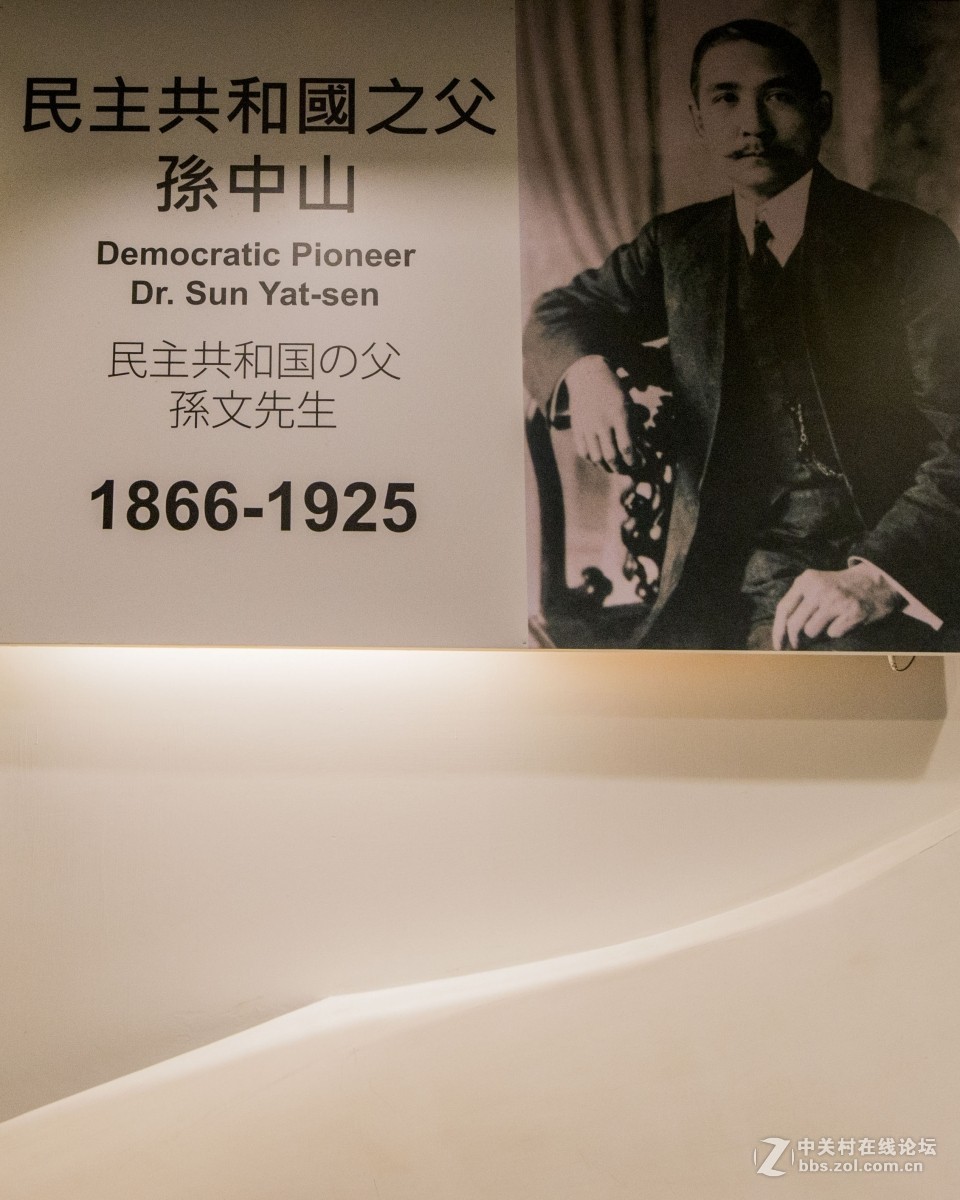 民主共和國之父
孫中山
Democratic Pioneer
Dr. Sun Yat-sen
民主共和国の父
孫文先生
1866-1925
中关村在线论坛
bbs.zol.com.cn